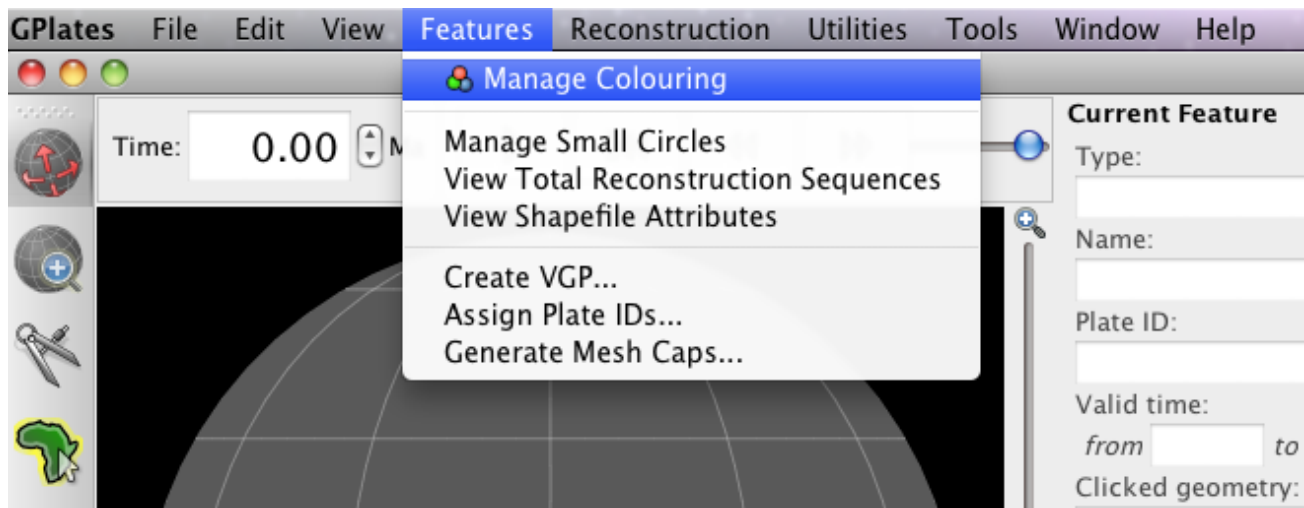 GPlates File Edit View Features Reconstruction Utilities Tools Window Help
Manage Colouring
Manage Small Circles
View Total Reconstruction Sequences
View Shapefile Attributes
Create VGP...
Assign Plate IDs...
Generate Mesh Caps...
Time: 0.00
Current Feature
Type:
Name:
Plate ID:
Valid time:
from to
Clicked geometry: